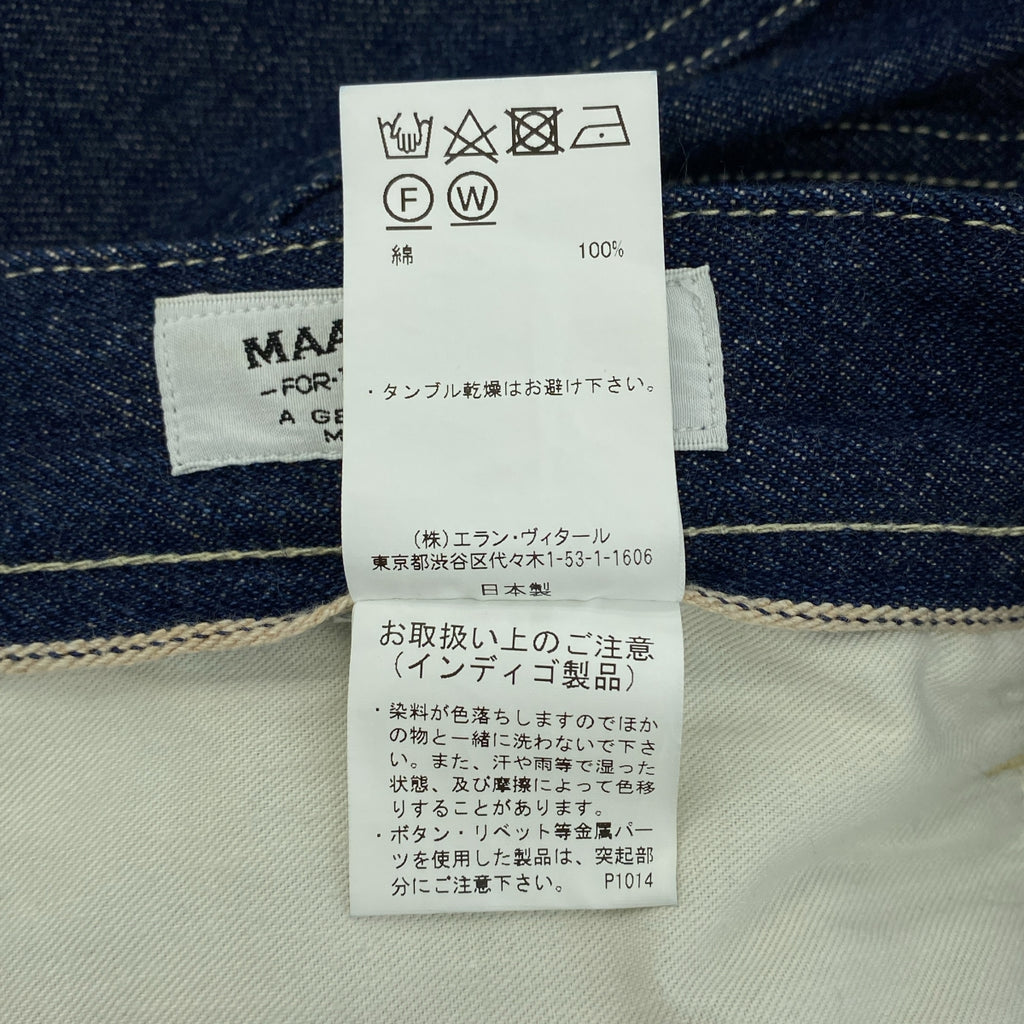 F W
綿 100%
MAA
-FOR-
A GE
M
・タンブル乾燥はお避け下さい。
(株)エラン・ヴィタール
東京都渋谷区代々木1-53-1-1606
日本製
お取扱い上のご注意
(インディゴ製品)
・染料が色落ちしますのでほか
の物と一緒に洗わないで下さ
い。また、汗や雨等で湿った
状態、及び摩擦によって色移
りすることがあります。
・ボタン・リベット等金属パー
ツを使用した製品は、突起部
分にご注意下さい。 P1014